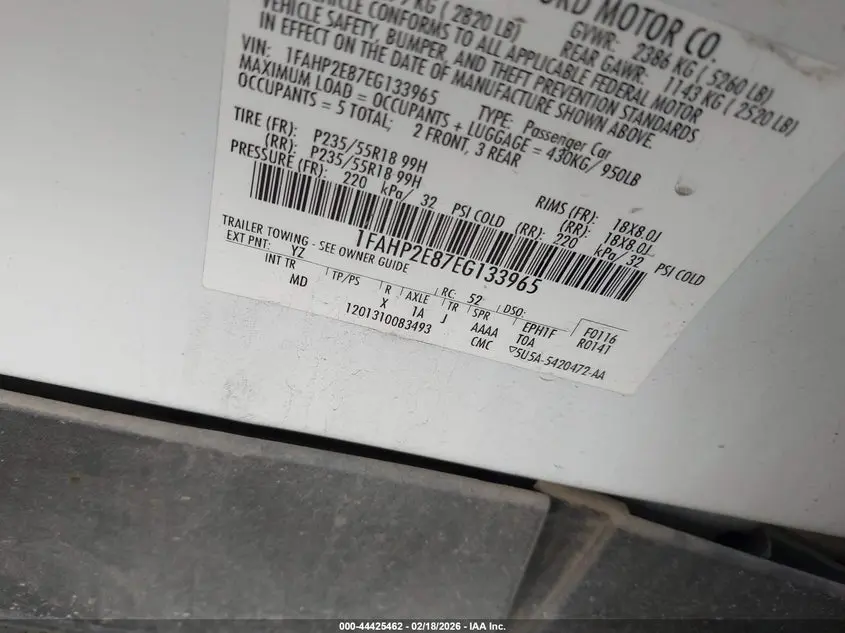 FORD MOTOR CO.
KG ( 2820 LB) GVWR: 2386 KG ( 5260 LB)
REAR GAWR: 1143 KG ( 2520 LB)
VEHICLE CONFORMS TO ALL APPLICABLE FEDERAL MOTOR
VEHICLE SAFETY, BUMPER, AND THEFT PREVENTION STANDARDS
IN EFFECT ON THE DATE OF MANUFACTURE SHOWN ABOVE.
VIN: 1FAHP2E87EG133965 TYPE: Passenger Car
MAXIMUM LOAD = OCCUPANTS + LUGGAGE = 430KG/ 950LB
OCCUPANTS = 5 TOTAL; 2 FRONT, 3 REAR
TIRE (FR): P235/55R18 99H RIMS (FR): 18X8.0J
(RR): P235/55R18 99H (RR): 18X8.0J
PRESSURE (FR): 220 kPa/ 32 PSI COLD (RR): 220 kPa/32 PSI COLD
1FAHP2E87EG133965
TRAILER TOWING - SEE OWNER GUIDE
EXT PNT: YZ RC: 52 DSO: F0116
INT TR TP/PS R AXLE TR SPR EPH1F R0141
MD X 1A J AAAA TOA
1201310083493 CMC ▽5U5A-5420472-AA
000-44425462 - 02/18/2026 - IAA Inc.